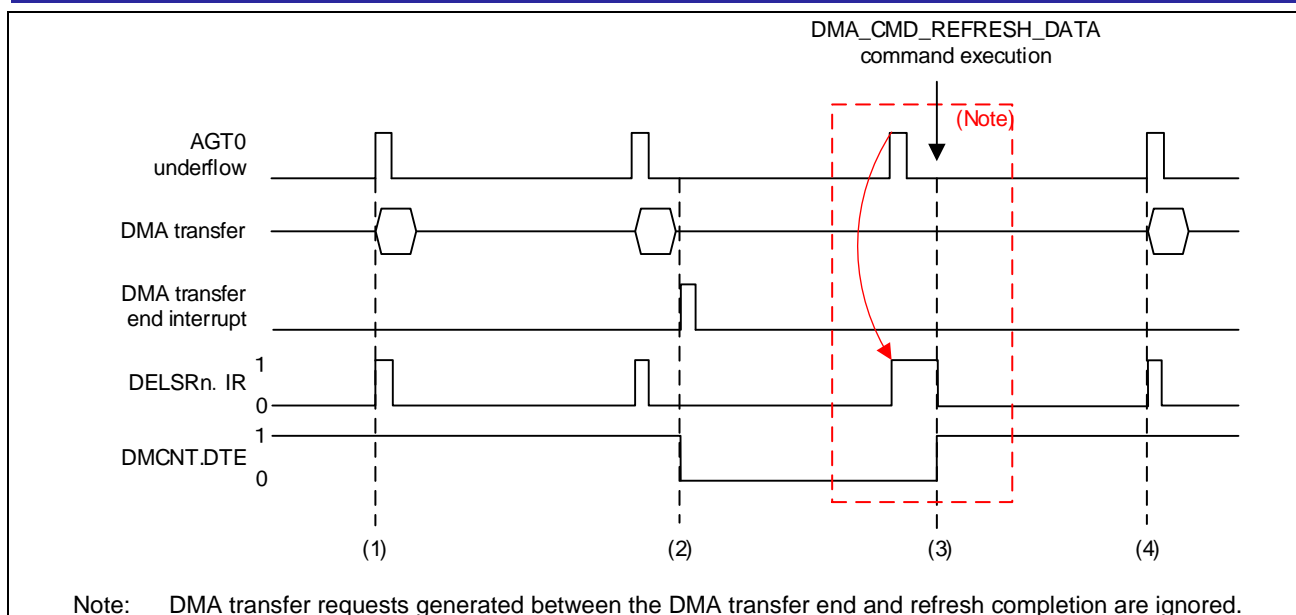 DMA_CMD_REFRESH_DATA
command execution
(Note)
AGT0
underflow
DMA transfer
DMA transfer
end interrupt
1
DELSRn. IR
0
1
DMCNT.DTE
0
(1)
(2)
(3)
(4)
Note: DMA transfer requests generated between the DMA transfer end and refresh completion are ignored.